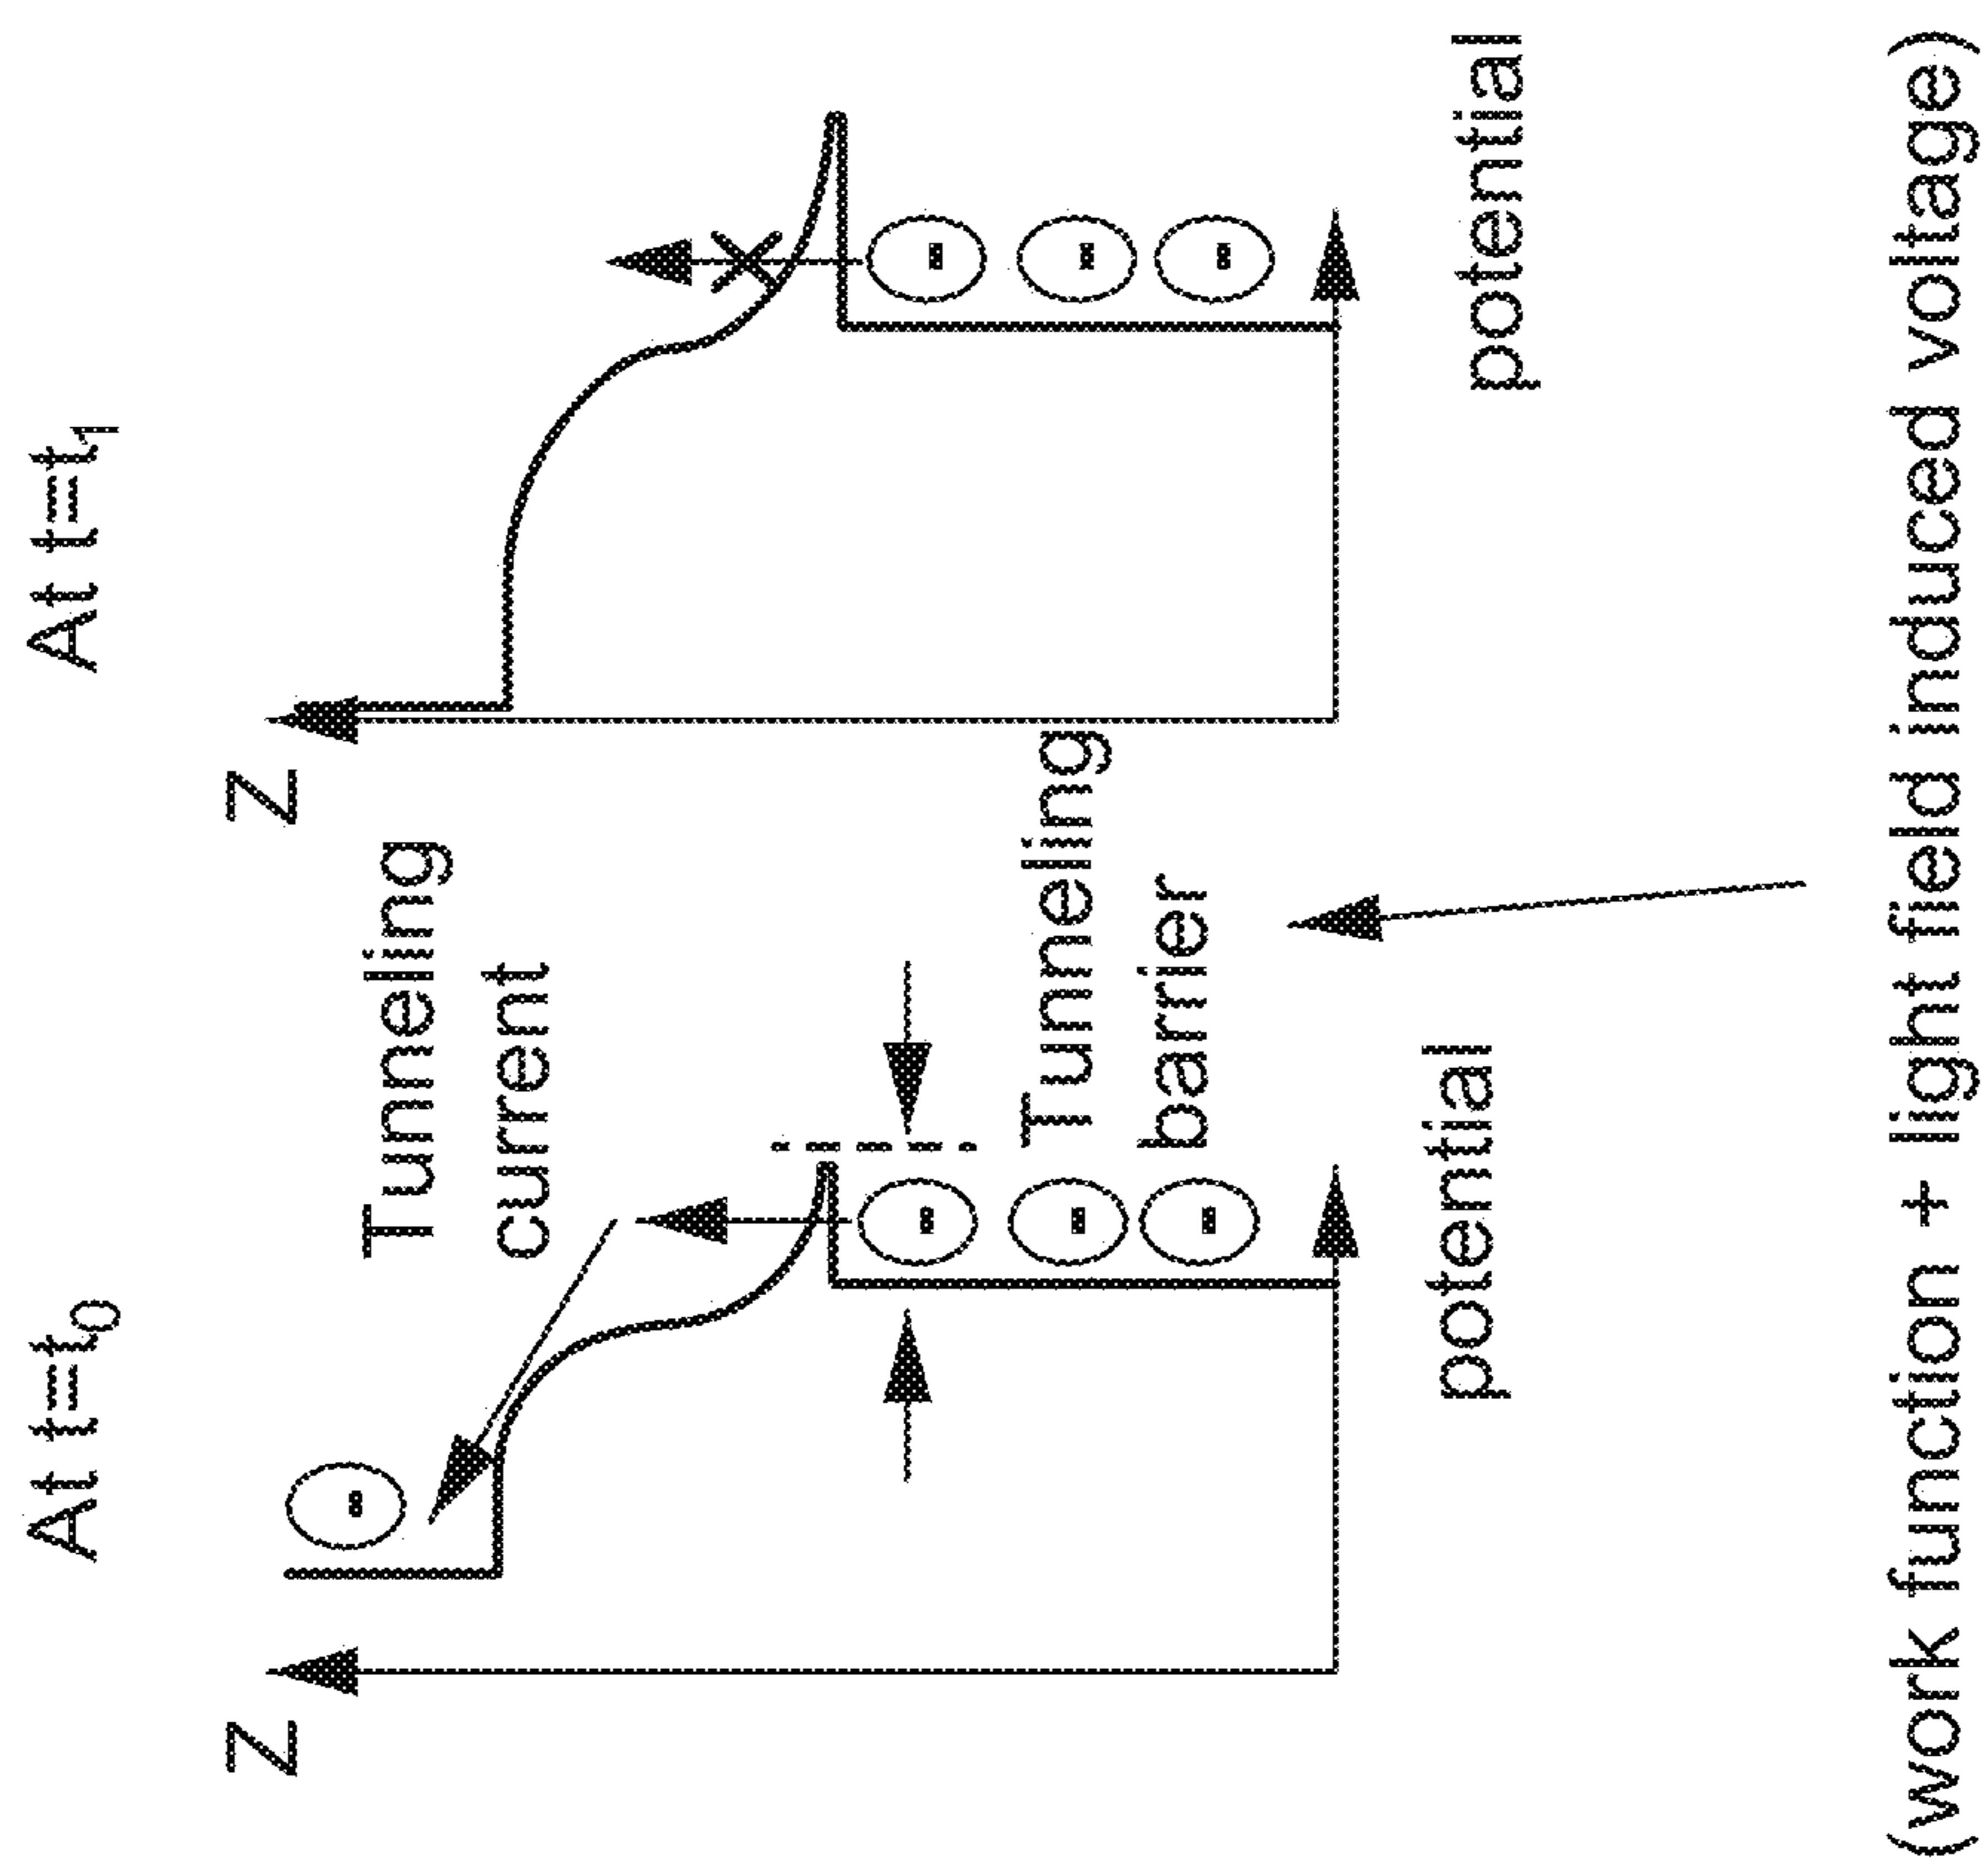 At t=t0
At t=t1
Z
Z
Tunneling
current
Tunneling
barrier
-
-
-
-
-
-
-
potential
potential
(work function + light field induced voltage)